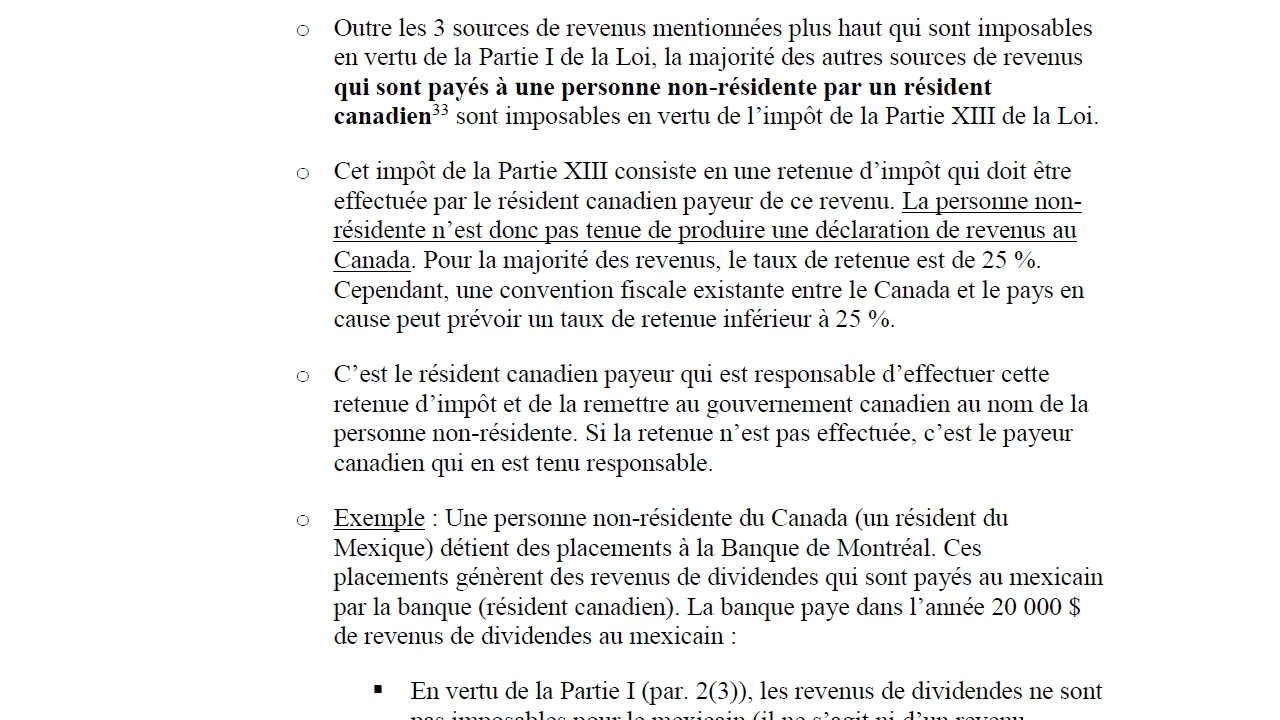 o Outre les 3 sources de revenus mentionnées plus haut qui sont imposables
en vertu de la Partie I de la Loi, la majorité des autres sources de revenus
qui sont payés à une personne non-résidente par un résident
canadien33 sont imposables en vertu de l’impôt de la Partie XIII de la Loi.
o Cet impôt de la Partie XIII consiste en une retenue d’impôt qui doit être
effectuée par le résident canadien payeur de ce revenu. La personne non-
résidente n’est donc pas tenue de produire une déclaration de revenus au
Canada. Pour la majorité des revenus, le taux de retenue est de 25 %.
Cependant, une convention fiscale existante entre le Canada et le pays en
cause peut prévoir un taux de retenue inférieur à 25 %.
o C’est le résident canadien payeur qui est responsable d’effectuer cette
retenue d’impôt et de la remettre au gouvernement canadien au nom de la
personne non-résidente. Si la retenue n’est pas effectuée, c’est le payeur
canadien qui en est tenu responsable.
o Exemple : Une personne non-résidente du Canada (un résident du
Mexique) détient des placements à la Banque de Montréal. Ces
placements génèrent des revenus de dividendes qui sont payés au mexicain
par la banque (résident canadien). La banque paye dans l’année 20 000 $
de revenus de dividendes au mexicain :
▪ En vertu de la Partie I (par. 2(3)), les revenus de dividendes ne sont
pas imposables pour le mexicain (il ne s’agit ni d’un revenu